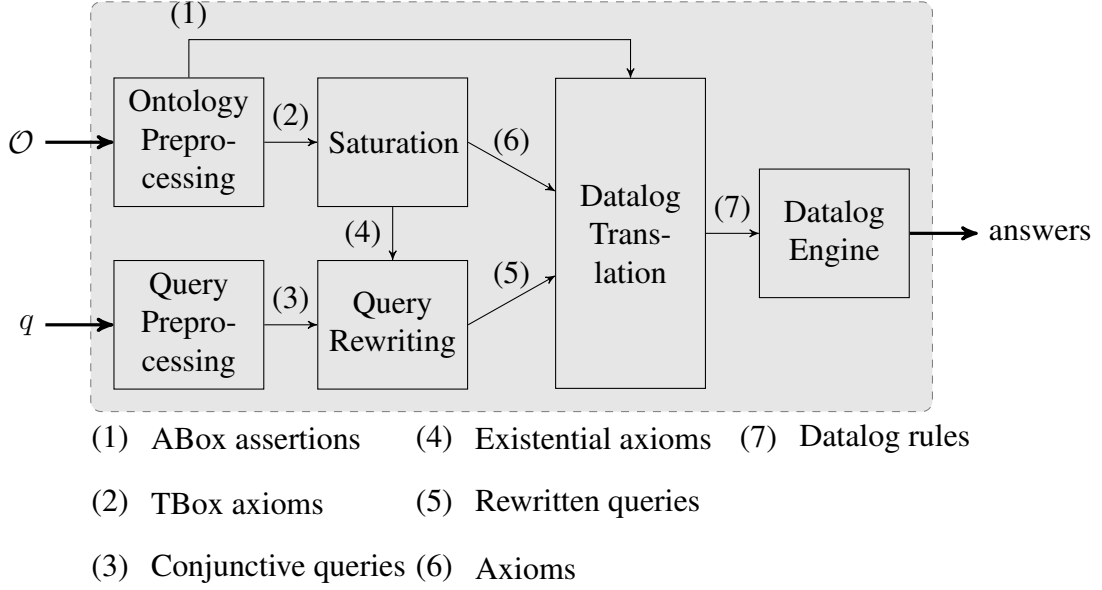 (1)
Ontology
Prepro-
cessing
(2)
Saturation
(6)
𝒪
Datalog
Trans-
lation
(7)
Datalog
Engine
answers
(4)
Query
Prepro-
cessing
(3)
Query
Rewriting
(5)
q
(1) ABox assertions (4) Existential axioms (7) Datalog rules
(2) TBox axioms (5) Rewritten queries
(3) Conjunctive queries (6) Axioms